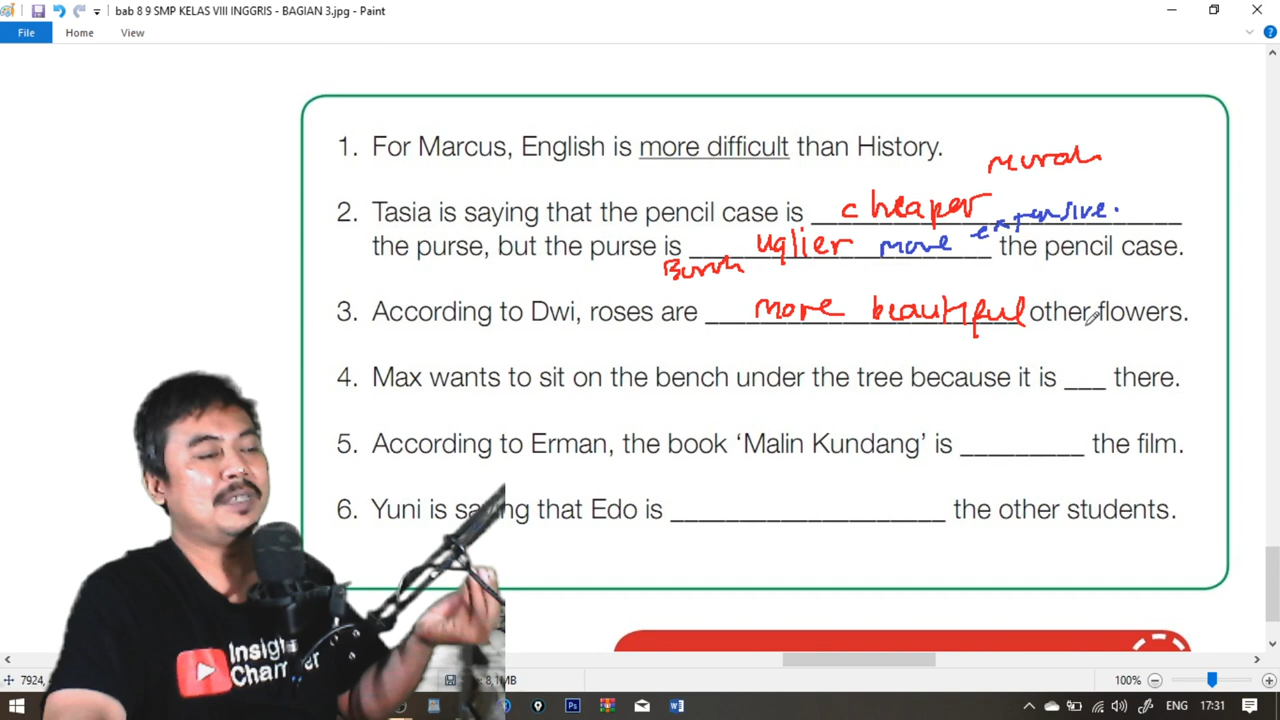 bab 8 9 SMP KELAS VIII INGGRIS - BAGIAN 3.jpg - Paint
File Home View
1. For Marcus, English is more difficult than History.
murah
2. Tasia is saying that the pencil case is cheaper
the purse, but the purse is uglier more expensive. the pencil case.
Buruk
3. According to Dwi, roses are more beautiful other flowers.
4. Max wants to sit on the bench under the tree because it is ___ there.
5. According to Erman, the book ‘Malin Kundang’ is _________ the film.
6. Yuni is saying that Edo is ____________________ the other students.
Insight
Channel
7924, 8,1MB 100%
ENG 17:31